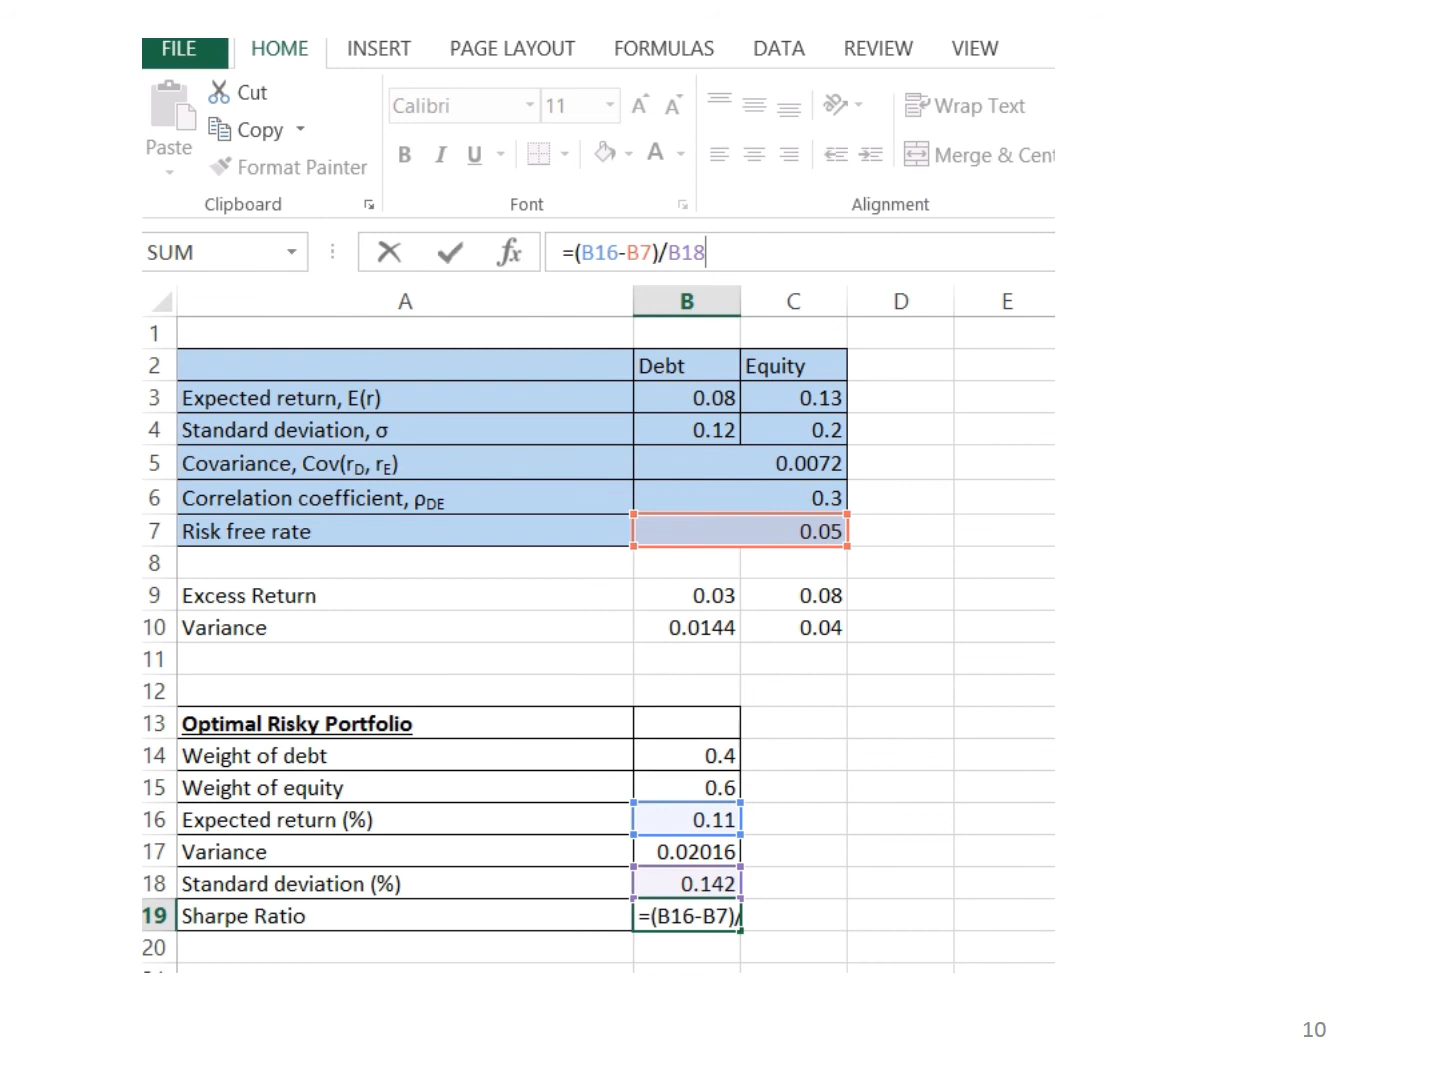 FILE HOME INSERT PAGE LAYOUT FORMULAS DATA REVIEW VIEW
Cut
Calibri 11 A A Wrap Text
Copy
Paste
B I U A Merge & Cent
Format Painter
Clipboard Font Alignment
SUM fx =(B16-B7)/B18
A B C D E
1
2 Debt Equity
3 Expected return, E(r) 0.08 0.13
4 Standard deviation, σ 0.12 0.2
5 Covariance, Cov(rD, rE) 0.0072
6 Correlation coefficient, ρDE 0.3
7 Risk free rate 0.05
8
9 Excess Return 0.03 0.08
10 Variance 0.0144 0.04
11
12
13 Optimal Risky Portfolio
14 Weight of debt 0.4
15 Weight of equity 0.6
16 Expected return (%) 0.11
17 Variance 0.02016
18 Standard deviation (%) 0.142
19 Sharpe Ratio =(B16-B7)/
20
10